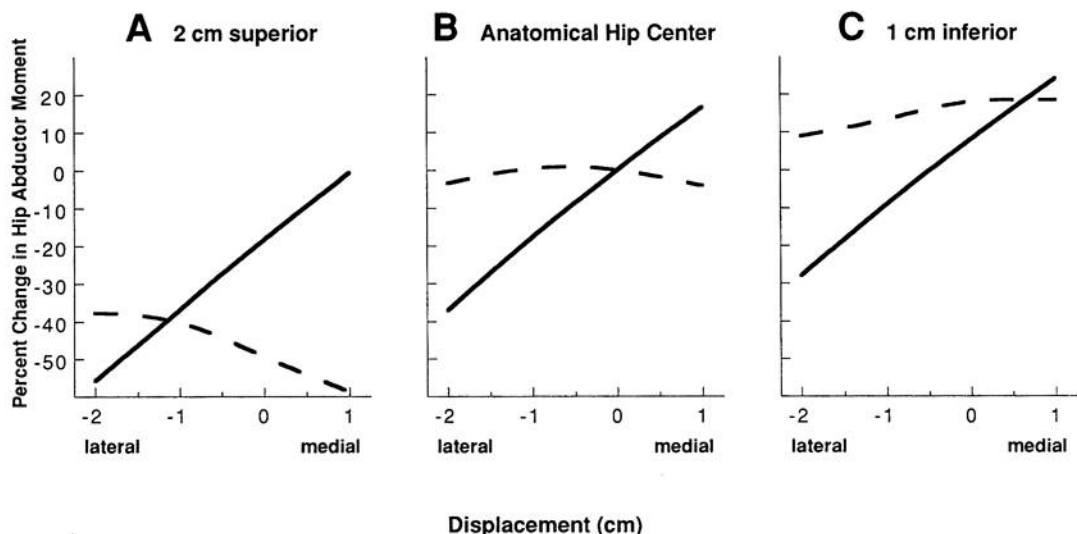 A 2 cm superior
B Anatomical Hip Center
C 1 cm inferior
Percent Change in Hip Abductor Moment
20
10
0
-10
-20
-30
-40
-50
-2 -1 0 1
lateral medial
-2 -1 0 1
lateral medial
-2 -1 0 1
lateral medial
Displacement (cm)